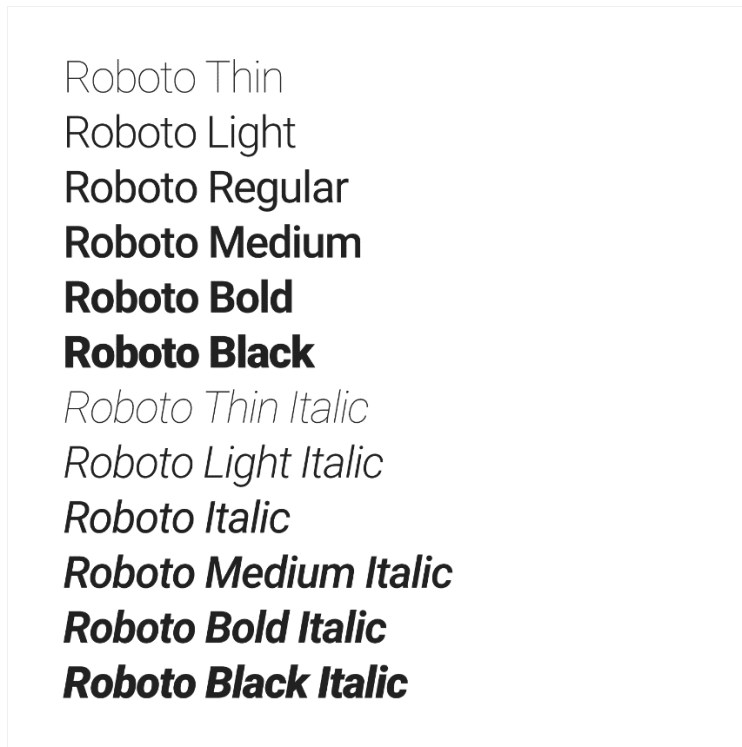 Roboto Thin
Roboto Light
Roboto Regular
Roboto Medium
Roboto Bold
Roboto Black
Roboto Thin Italic
Roboto Light Italic
Roboto Italic
Roboto Medium Italic
Roboto Bold Italic
Roboto Black Italic